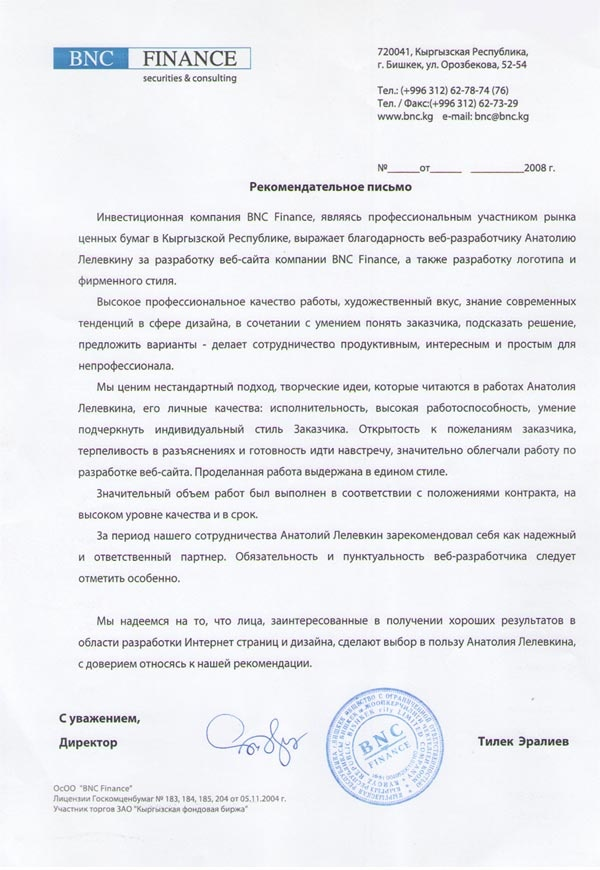 BNC FINANCE
securities & consulting
720041, Кыргызская Республика,
г. Бишкек, ул. Орозбекова, 52-54
Тел.: (+996 312) 62-78-74 (76)
Тел. / Факс:(+996 312) 62-73-29
www.bnc.kg e-mail: bnc@bnc.kg
№______от______ __________2008 г.
Рекомендательное письмо
Инвестиционная компания BNC Finance, являясь профессиональным участником рынка
ценных бумаг в Кыргызской Республике, выражает благодарность веб-разработчику Анатолию
Лелевкину за разработку веб-сайта компании BNC Finance, а также разработку логотипа и
фирменного стиля.
Высокое профессиональное качество работы, художественный вкус, знание современных
тенденций в сфере дизайна, в сочетании с умением понять заказчика, подсказать решение,
предложить варианты - делает сотрудничество продуктивным, интересным и простым для
непрофессионала.
Мы ценим нестандартный подход, творческие идеи, которые читаются в работах Анатолия
Лелевкина, его личные качества: исполнительность, высокая работоспособность, умение
подчеркнуть индивидуальный стиль Заказчика. Открытость к пожеланиям заказчика,
терпеливость в разъяснениях и готовность идти навстречу, значительно облегчали работу по
разработке веб-сайта. Проделанная работа выдержана в едином стиле.
Значительный объем работ был выполнен в соответствии с положениями контракта, на
высоком уровне качества и в срок.
За период нашего сотрудничества Анатолий Лелевкин зарекомендовал себя как надежный
и ответственный партнер. Обязательность и пунктуальность веб-разработчика следует
отметить особенно.
Мы надеемся на то, что лица, заинтересованные в получении хороших результатов в
области разработки Интернет страниц и дизайна, сделают выбор в пользу Анатолия Лелевкина,
с доверием относясь к нашей рекомендации.
С уважением,
Директор
BNC
FINANCE
Тилек Эралиев
ОсОО "BNC Finance"
Лицензии Госкомценбумаг № 183, 184, 185, 204 от 05.11.2004 г.
Участник торгов ЗАО "Кыргызская фондовая биржа"